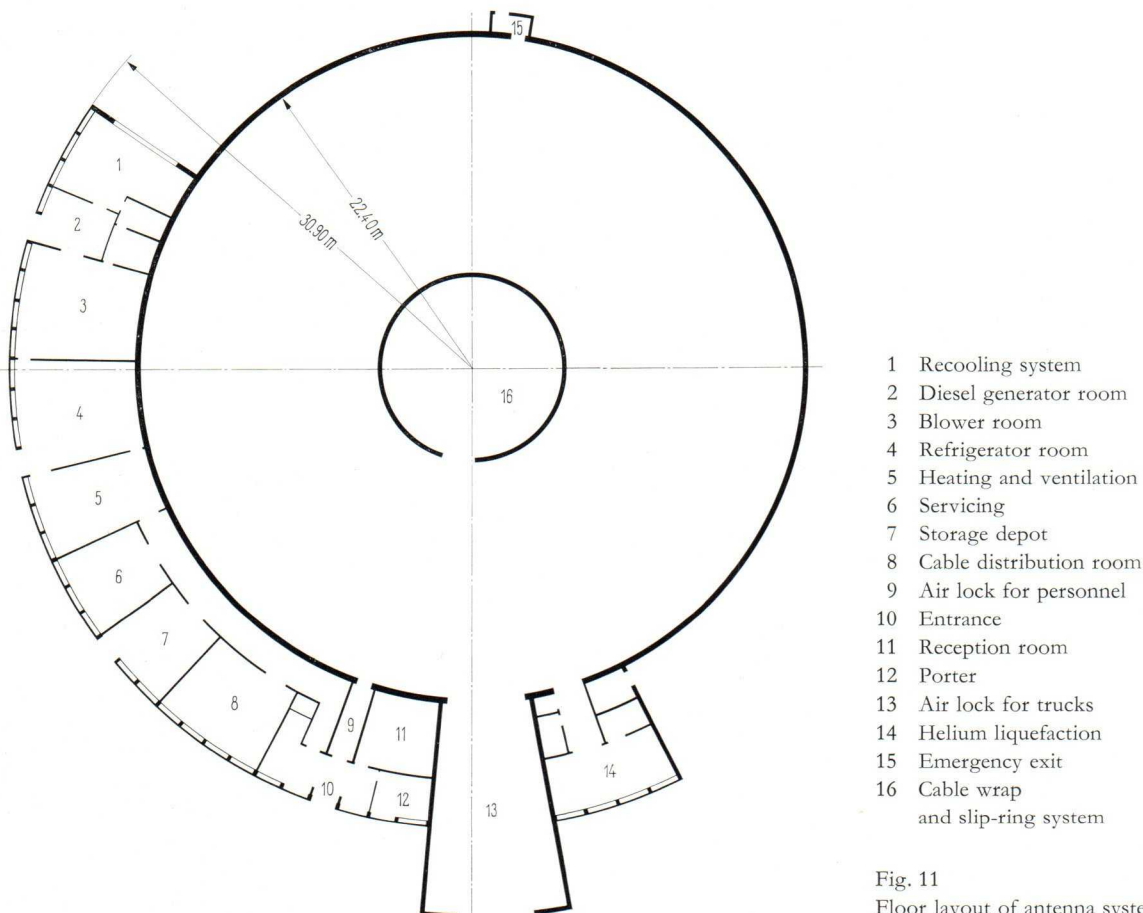 15
1
2
3
4
5
6
7
8
9
10
11
12
13
14
16
30.90 m
22.40 m
1 Recooling system
2 Diesel generator room
3 Blower room
4 Refrigerator room
5 Heating and ventilation
6 Servicing
7 Storage depot
8 Cable distribution room
9 Air lock for personnel
10 Entrance
11 Reception room
12 Porter
13 Air lock for trucks
14 Helium liquefaction
15 Emergency exit
16 Cable wrap
and slip-ring system
Fig. 11
Floor layout of antenna